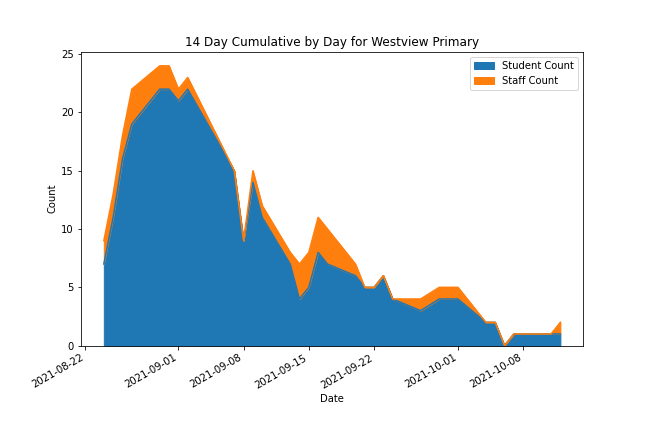 14 Day Cumulative by Day for Westview Primary
Student Count
Staff Count
25
20
15
10
5
0
Count
2021-08-22
2021-09-01
2021-09-08
2021-09-15
2021-09-22
2021-10-01
2021-10-08
Date